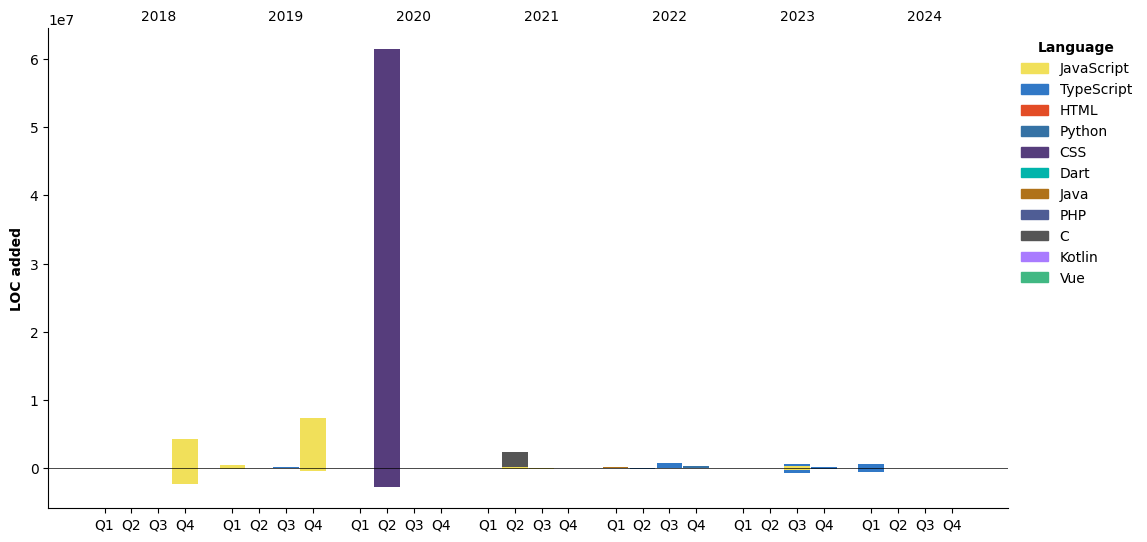 1e7
2018 2019 2020 2021 2022 2023 2024
6
5
4
3
2
1
0
LOC added
Q1 Q2 Q3 Q4 Q1 Q2 Q3 Q4 Q1 Q2 Q3 Q4 Q1 Q2 Q3 Q4 Q1 Q2 Q3 Q4 Q1 Q2 Q3 Q4 Q1 Q2 Q3 Q4
Language
JavaScript
TypeScript
HTML
Python
CSS
Dart
Java
PHP
C
Kotlin
Vue